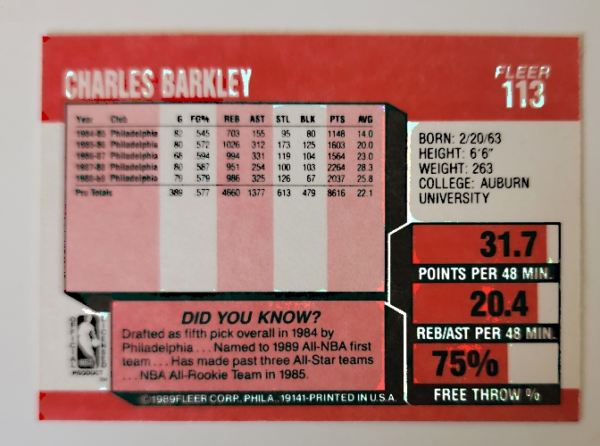 CHARLES BARKLEY
FLEER
113
Year Club G FG% REB AST STL BLK PTS AVG
1984-85 Philadelphia 82 .545 703 155 95 80 1148 14.0
1985-86 Philadelphia 80 .572 1026 312 173 125 1603 20.0
1986-87 Philadelphia 68 .594 994 331 119 104 1564 23.0
1987-88 Philadelphia 80 .587 951 254 100 103 2264 28.3
1988-89 Philadelphia 79 .579 986 325 126 67 2037 25.8
Pro Totals 389 .577 4660 1377 613 479 8616 22.1
BORN: 2/20/63
HEIGHT: 6'6"
WEIGHT: 263
COLLEGE: AUBURN
UNIVERSITY
31.7
POINTS PER 48 MIN.
20.4
REB/AST PER 48 MIN.
75%
FREE THROW %
DID YOU KNOW?
Drafted as fifth pick overall in 1984 by
Philadelphia . . . Named to 1989 All-NBA first
team . . . Has made past three All-Star teams
. . . NBA All-Rookie Team in 1985.
OFFICIAL
LICENSED
NBA
PRODUCT
©1989 FLEER CORP., PHILA., 19141-PRINTED IN U.S.A.